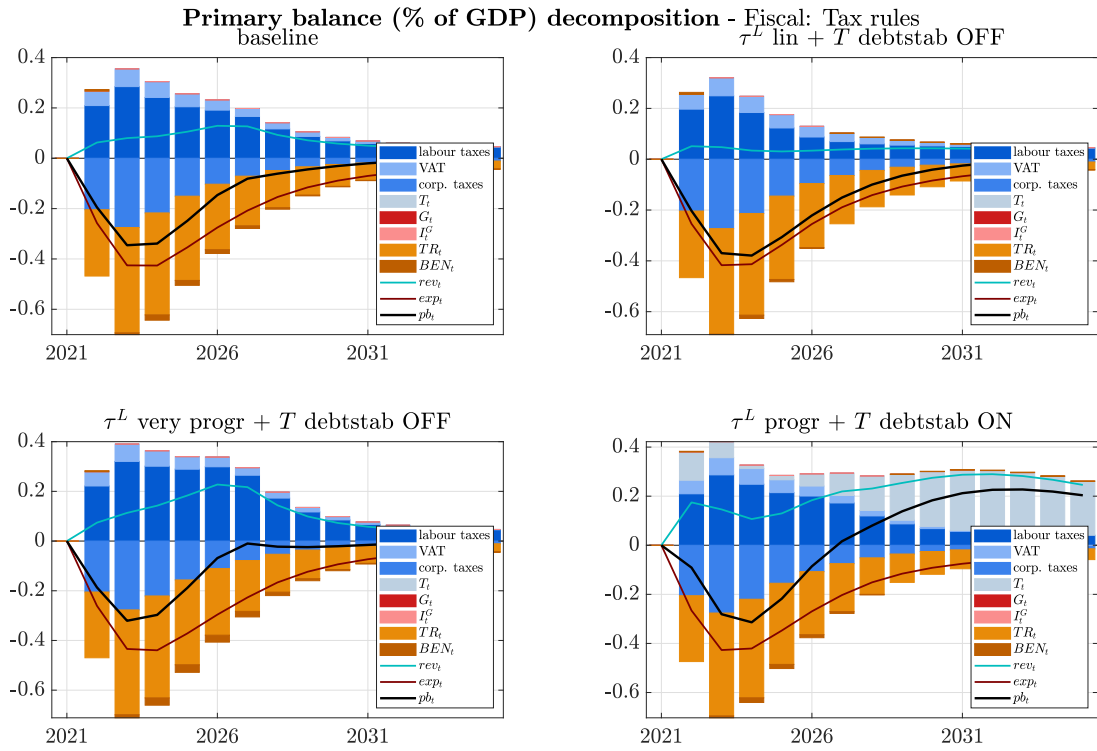 Primary balance (% of GDP) decomposition - Fiscal: Tax rules
baseline
0.4
0.2
0
-0.2
-0.4
-0.6
2021
2026
2031
labour taxes
VAT
corp. taxes
T_t
G_t
I_t^G
TR_t
BEN_t
rev_t
exp_t
pb_t
τ^L lin + T debtstab OFF
0.4
0.2
0
-0.2
-0.4
-0.6
2021
2026
2031
labour taxes
VAT
corp. taxes
T_t
G_t
I_t^G
TR_t
BEN_t
rev_t
exp_t
pb_t
τ^L very progr + T debtstab OFF
0.4
0.2
0
-0.2
-0.4
-0.6
2021
2026
2031
labour taxes
VAT
corp. taxes
T_t
G_t
I_t^G
TR_t
BEN_t
rev_t
exp_t
pb_t
τ^L progr + T debtstab ON
0.4
0.2
0
-0.2
-0.4
-0.6
2021
2026
2031
labour taxes
VAT
corp. taxes
T_t
G_t
I_t^G
TR_t
BEN_t
rev_t
exp_t
pb_t